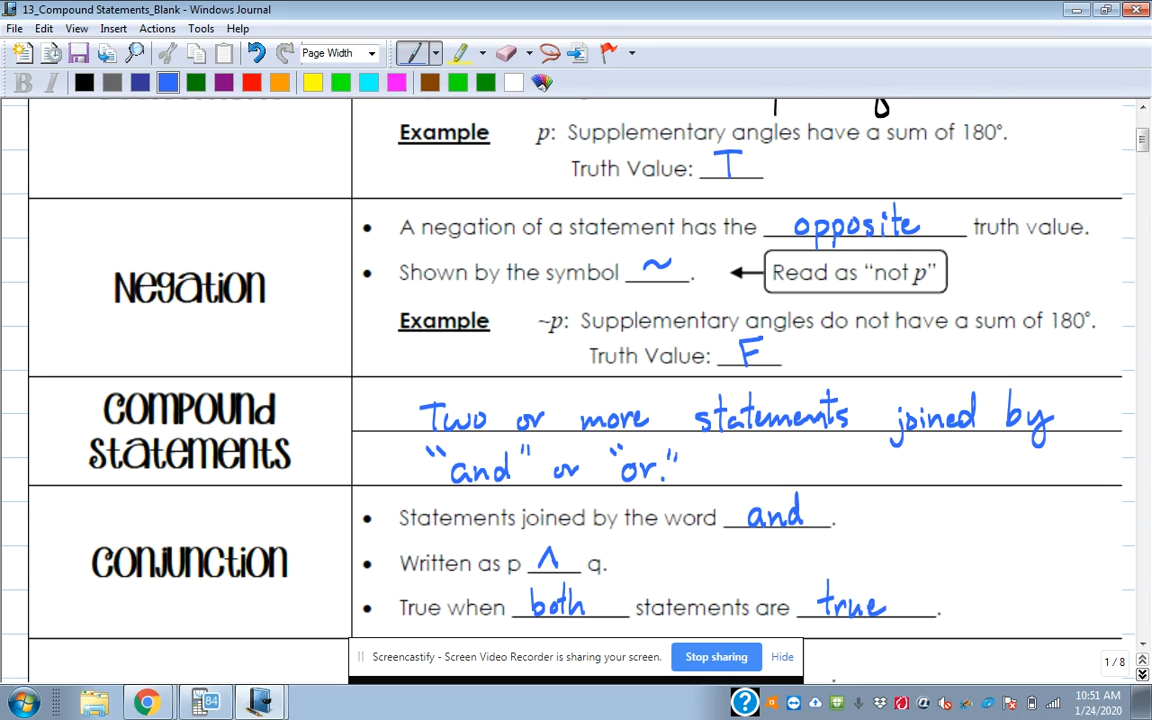 13_Compound Statements_Blank - Windows Journal
File Edit View Insert Actions Tools Help
Page Width
B I
Example p: Supplementary angles have a sum of 180°.
Truth Value: T
Negation
• A negation of a statement has the opposite truth value.
• Shown by the symbol ~. Read as “not p”
Example ~p: Supplementary angles do not have a sum of 180°.
Truth Value: F
Compound
Statements
Two or more statements joined by
"and" or "or."
Conjunction
• Statements joined by the word and.
• Written as p ∧ q.
• True when both statements are true.
Screencastify - Screen Video Recorder is sharing your screen. Stop sharing Hide
1 / 8
84
10:51 AM
1/24/2020